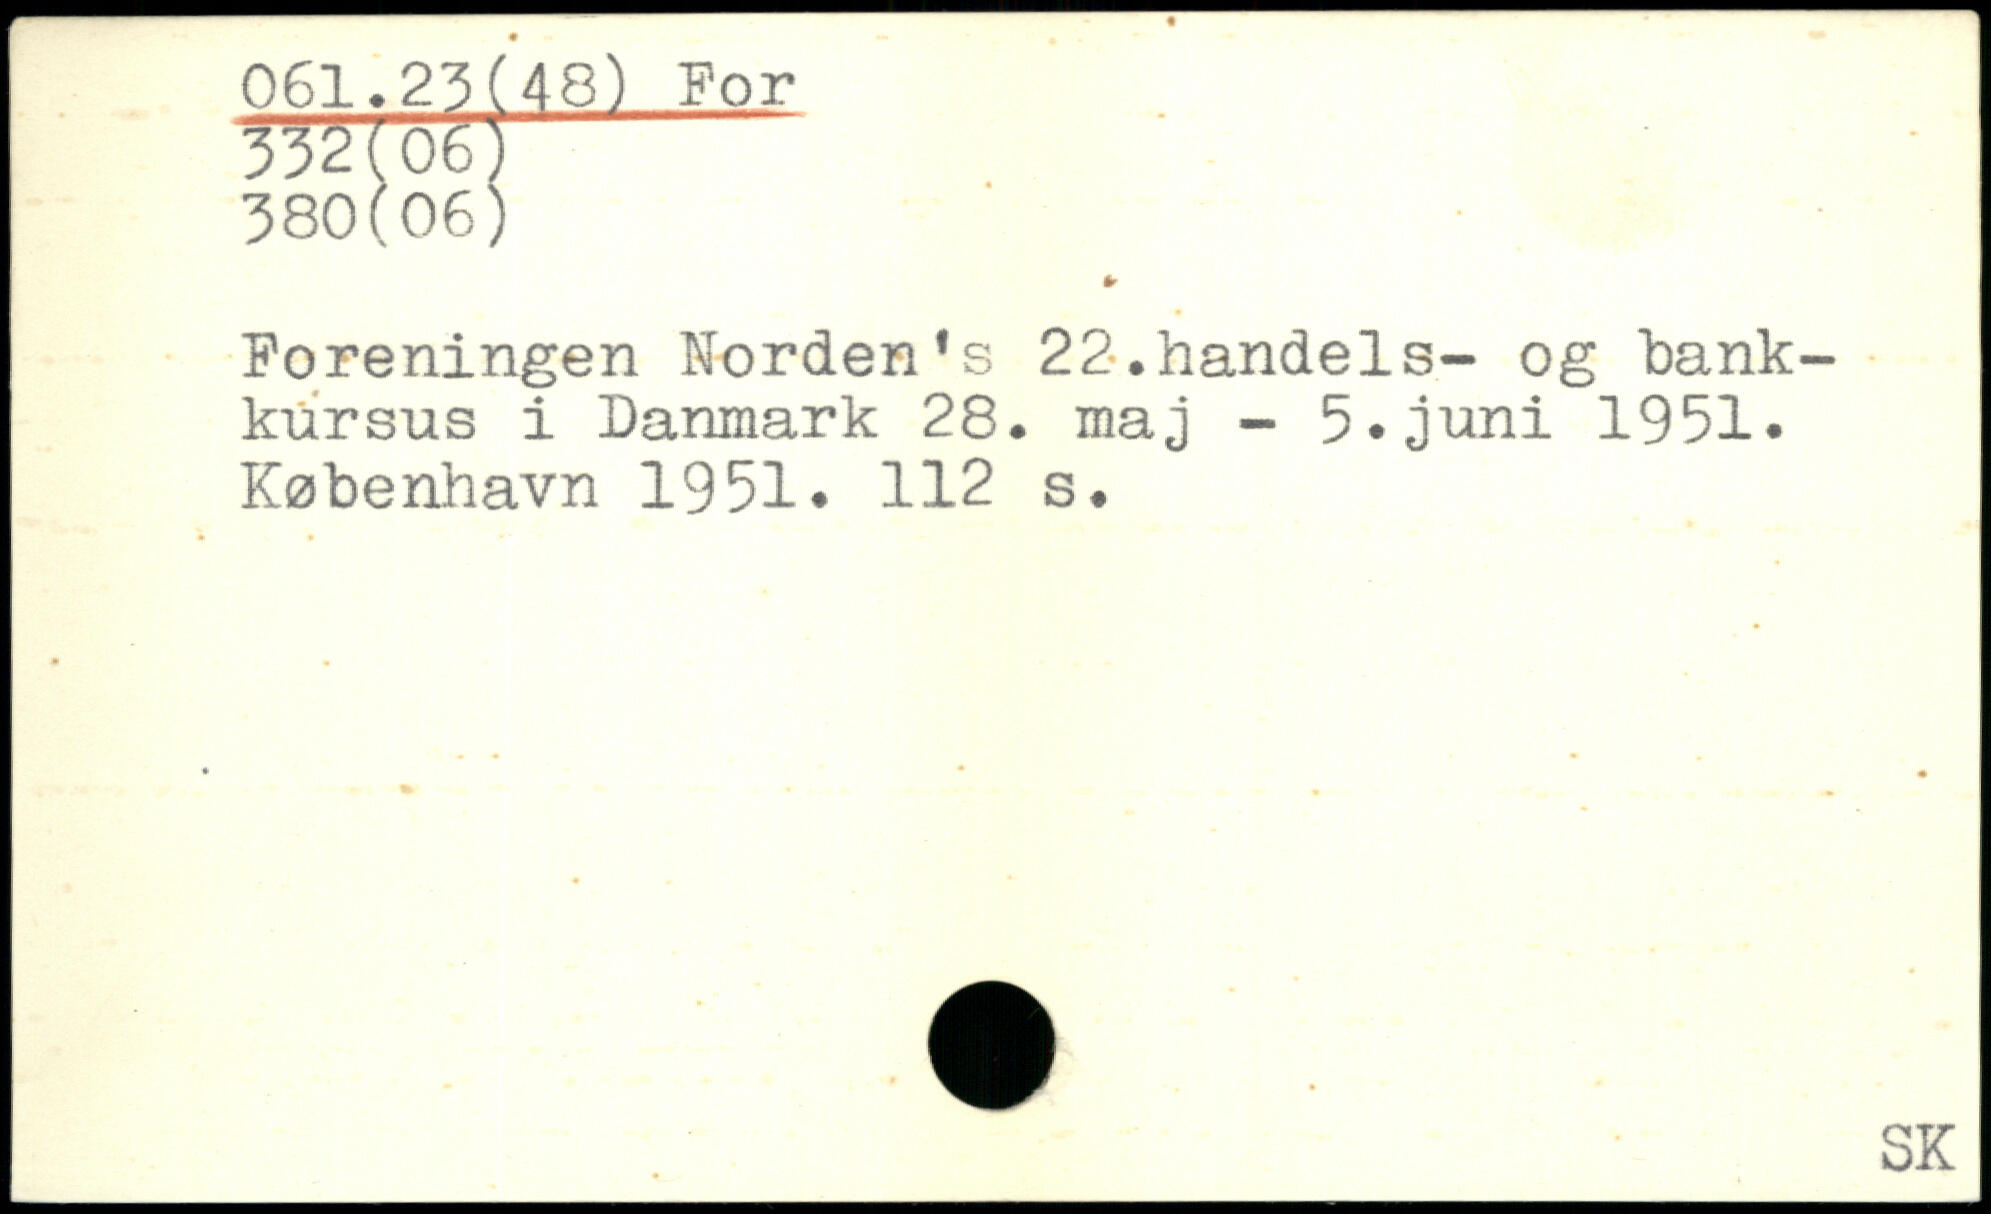 061.23(48) For
332(06)
380(06)
Foreningen Norden's 22.handels- og bank-
kursus i Danmark 28. maj - 5.juni 1951.
København 1951. 112 s.
SK